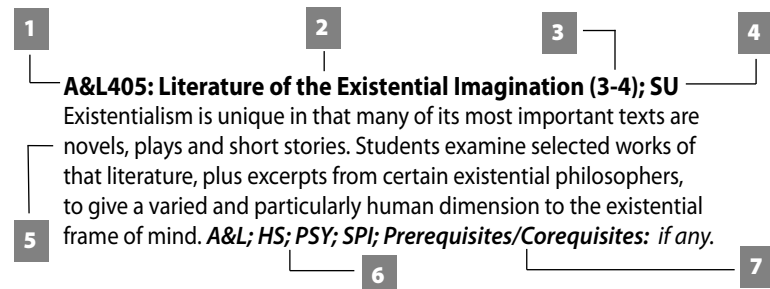 1
2
3
4
A&L405: Literature of the Existential Imagination (3-4); SU
Existentialism is unique in that many of its most important texts are
novels, plays and short stories. Students examine selected works of
that literature, plus excerpts from certain existential philosophers,
to give a varied and particularly human dimension to the existential
5
frame of mind. A&L; HS; PSY; SPI; Prerequisites/Corequisites: if any.
6
7